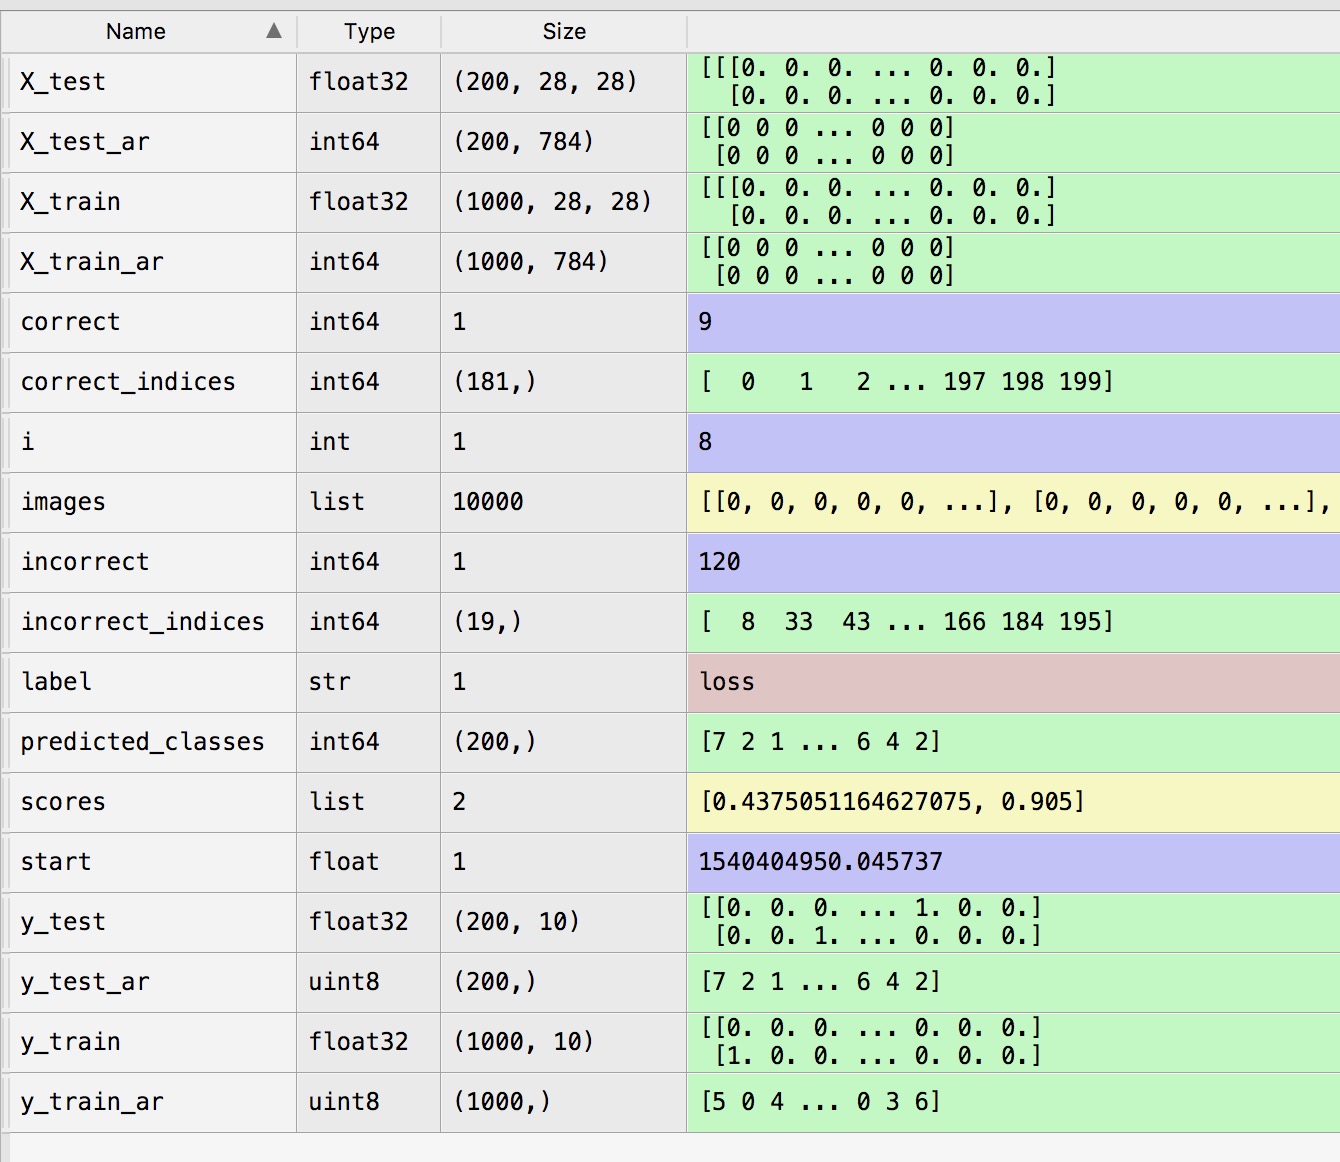 Name ▲ Type Size
X_test float32 (200, 28, 28) [[[0. 0. 0. ... 0. 0. 0.]
[0. 0. 0. ... 0. 0. 0.]
X_test_ar int64 (200, 784) [[0 0 0 ... 0 0 0]
[0 0 0 ... 0 0 0]
X_train float32 (1000, 28, 28) [[[0. 0. 0. ... 0. 0. 0.]
[0. 0. 0. ... 0. 0. 0.]
X_train_ar int64 (1000, 784) [[0 0 0 ... 0 0 0]
[0 0 0 ... 0 0 0]
correct int64 1 9
correct_indices int64 (181,) [ 0 1 2 ... 197 198 199]
i int 1 8
images list 10000 [[0, 0, 0, 0, 0, ...], [0, 0, 0, 0, 0, ...],
incorrect int64 1 120
incorrect_indices int64 (19,) [ 8 33 43 ... 166 184 195]
label str 1 loss
predicted_classes int64 (200,) [7 2 1 ... 6 4 2]
scores list 2 [0.4375051164627075, 0.905]
start float 1 1540404950.045737
y_test float32 (200, 10) [[0. 0. 0. ... 1. 0. 0.]
[0. 0. 1. ... 0. 0. 0.]
y_test_ar uint8 (200,) [7 2 1 ... 6 4 2]
y_train float32 (1000, 10) [[0. 0. 0. ... 0. 0. 0.]
[1. 0. 0. ... 0. 0. 0.]
y_train_ar uint8 (1000,) [5 0 4 ... 0 3 6]